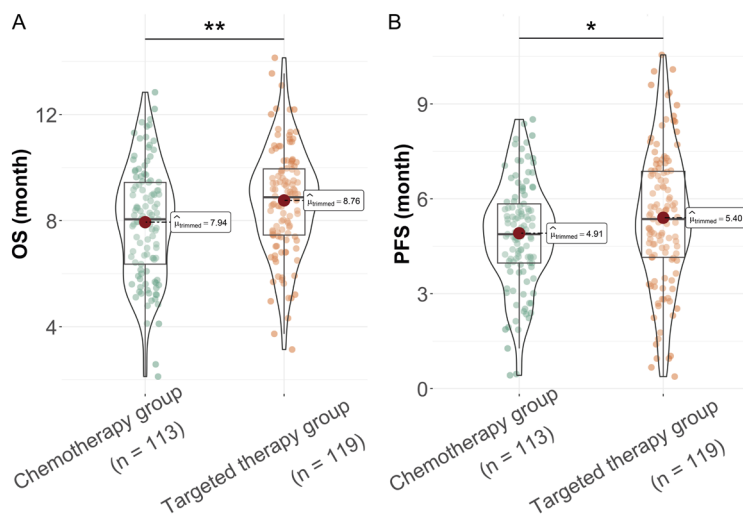 A
**
OS (month)
12
8
4
μ̂trimmed = 7.94
μ̂trimmed = 8.76
Chemotherapy group
(n = 113)
Targeted therapy group
(n = 119)
B
*
PFS (month)
9
6
3
0
μ̂trimmed = 4.91
μ̂trimmed = 5.40
Chemotherapy group
(n = 113)
Targeted therapy group
(n = 119)